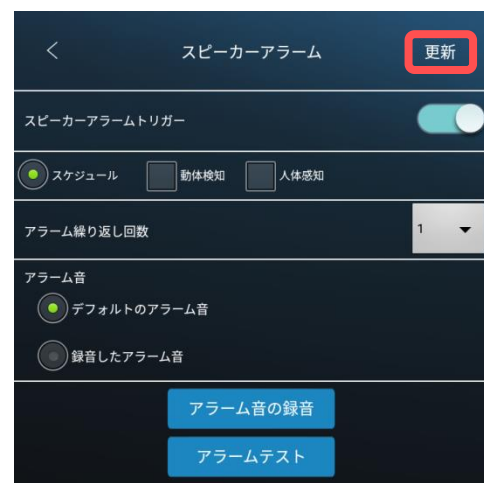 スピーカーアラーム 更新
スピーカーアラームトリガー
スケジュール 動体検知 人体感知
アラーム繰り返し回数 1
アラーム音
デフォルトのアラーム音
録音したアラーム音
アラーム音の録音
アラームテスト